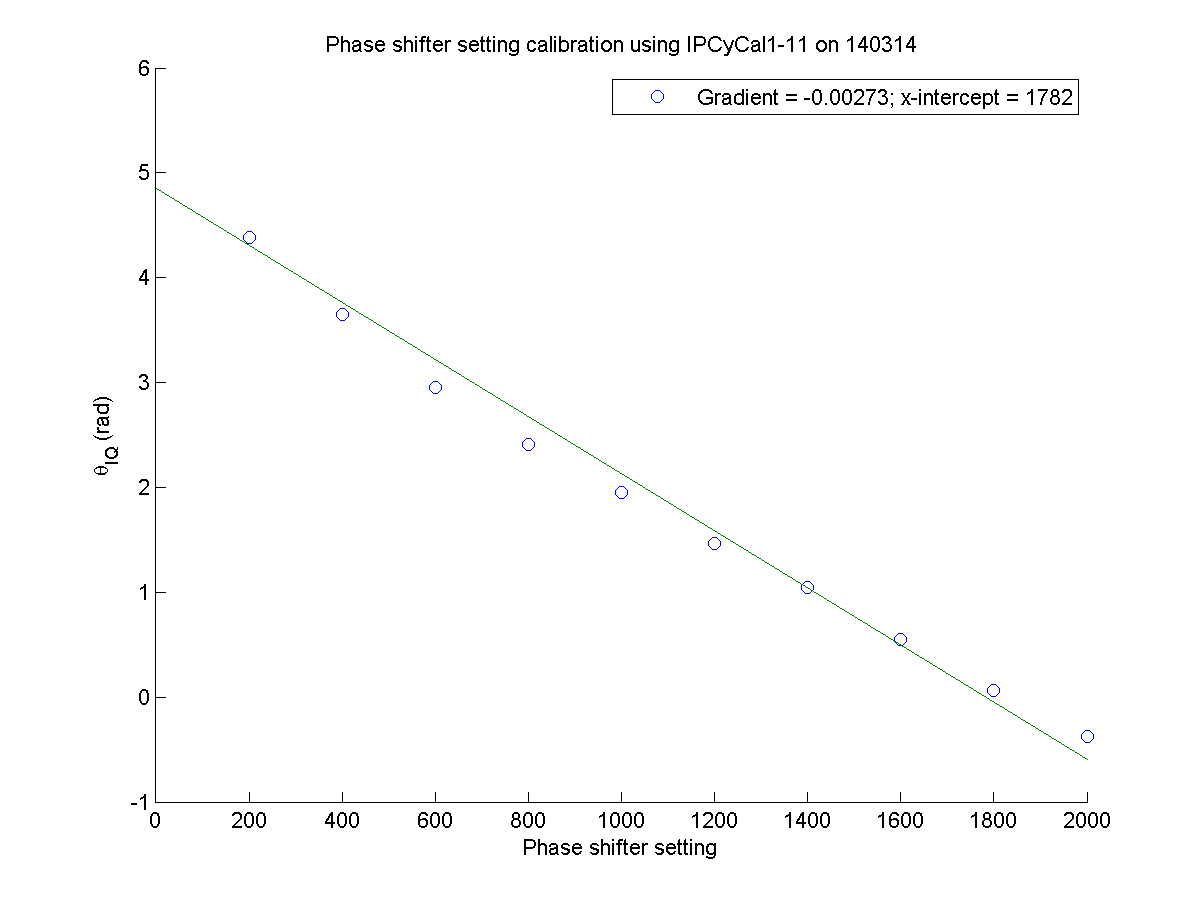 Phase shifter setting calibration using IPCyCal1-11 on 140314
Gradient = -0.00273; x-intercept = 1782
6
5
4
3
2
1
0
-1
θIQ (rad)
0 200 400 600 800 1000 1200 1400 1600 1800 2000
Phase shifter setting